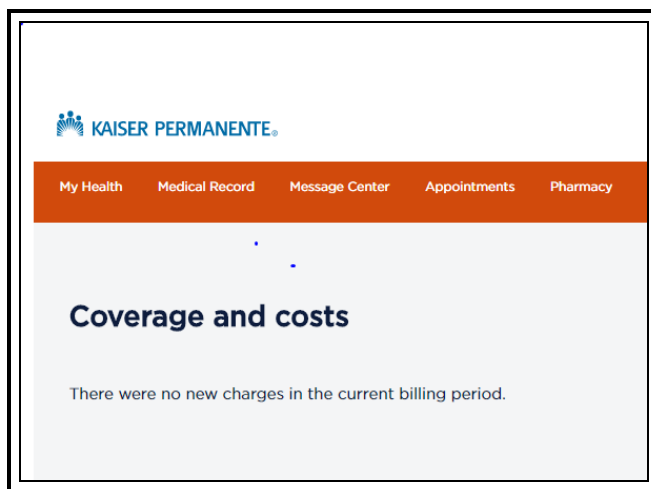 KAISER PERMANENTE®
My Health Medical Record Message Center Appointments Pharmacy
Coverage and costs
There were no new charges in the current billing period.